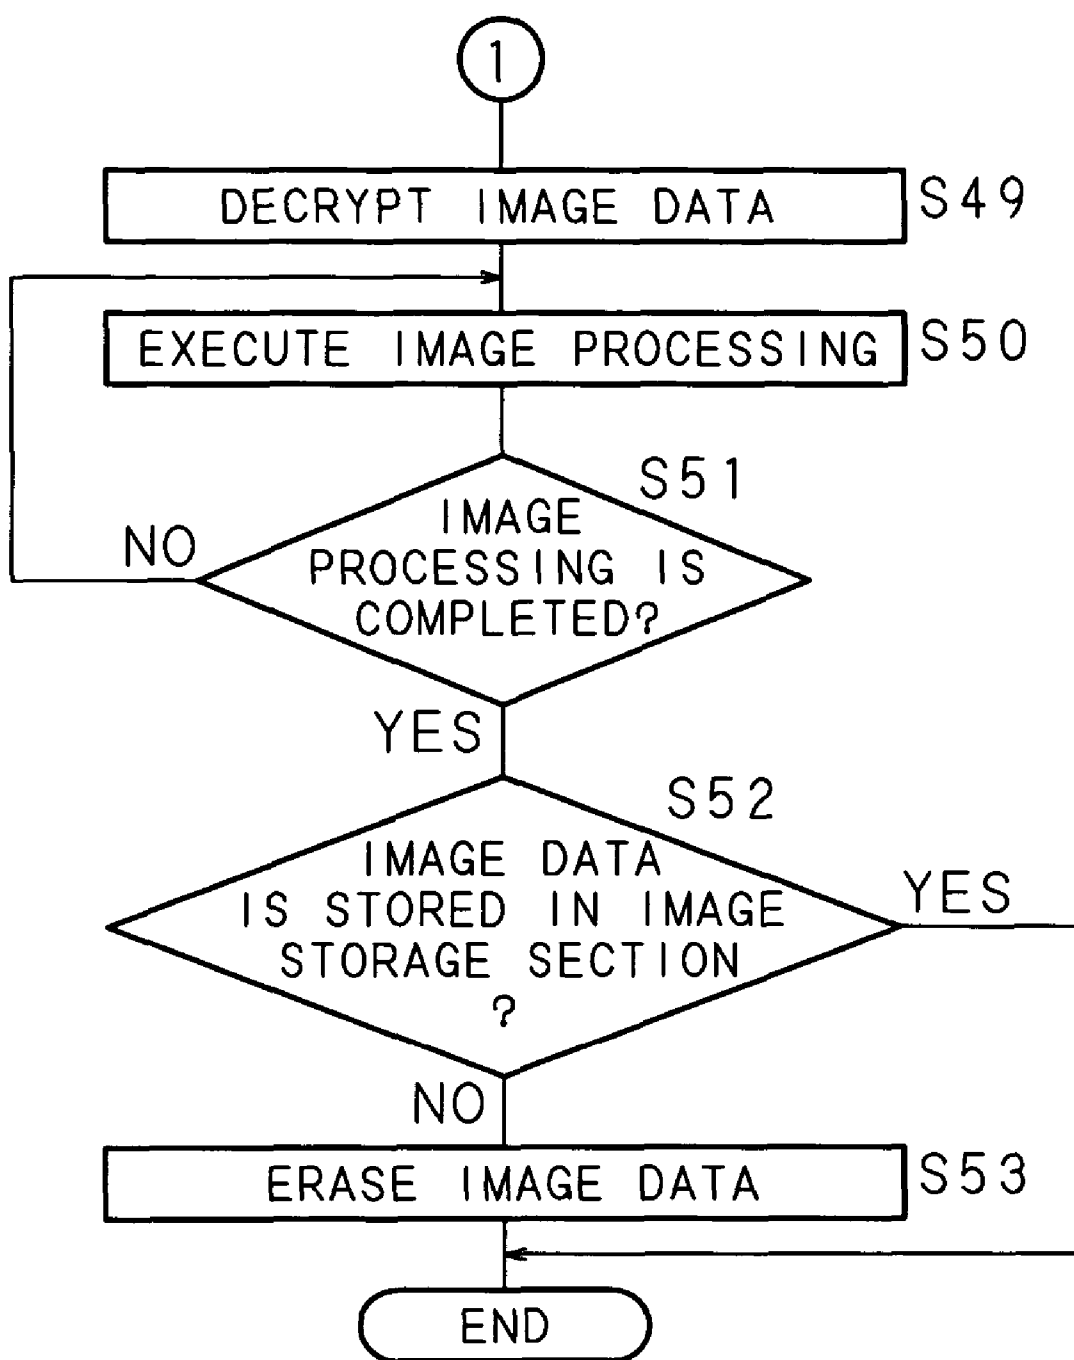 1
DECRYPT IMAGE DATA S49
EXECUTE IMAGE PROCESSING S50
S51
IMAGE
NO
PROCESSING IS
COMPLETED?
YES
S52
IMAGE DATA
YES
IS STORED IN IMAGE
STORAGE SECTION
?
NO
ERASE IMAGE DATA S53
END